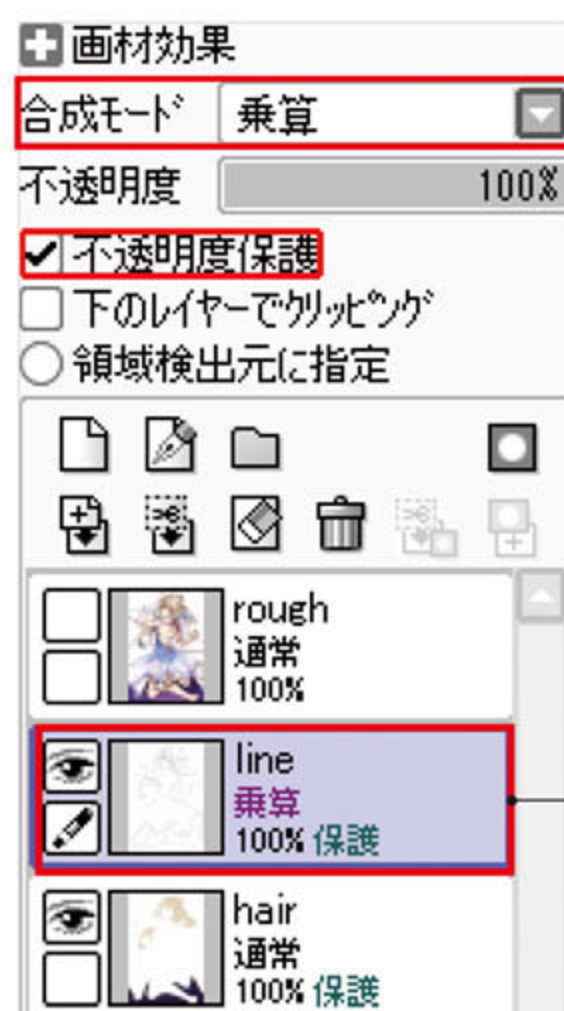 画材効果
合成モード 乗算
不透明度 100%
不透明度保護
下のレイヤーでクリッピング
領域検出元に指定
rough
通常
100%
line
乗算
100% 保護
hair
通常
100% 保護